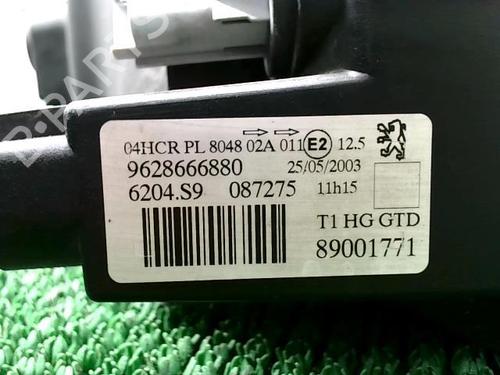 B-PARTS
04HCR PL 8048 02A 011 E2 12.5
9628666880 25/05/2003
6204.S9 087275 11h15
T1 HG GTD
89001771